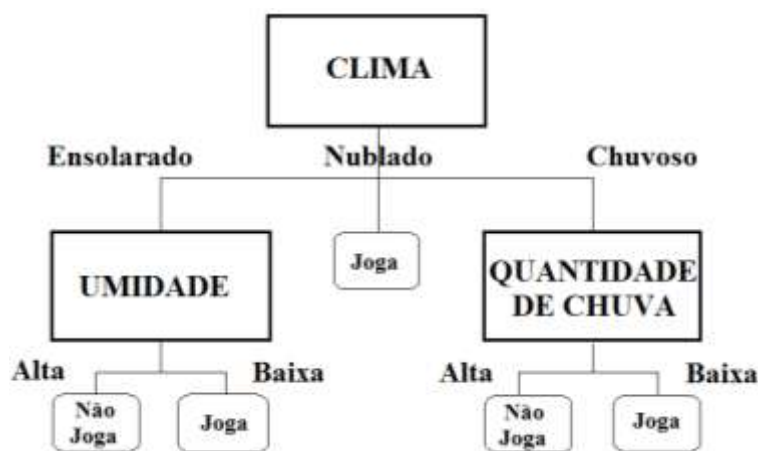 CLIMA
Ensolarado
Nublado
Chuvoso
UMIDADE
Joga
QUANTIDADE
DE CHUVA
Alta
Baixa
Alta
Baixa
Não
Joga
Joga
Não
Joga
Joga